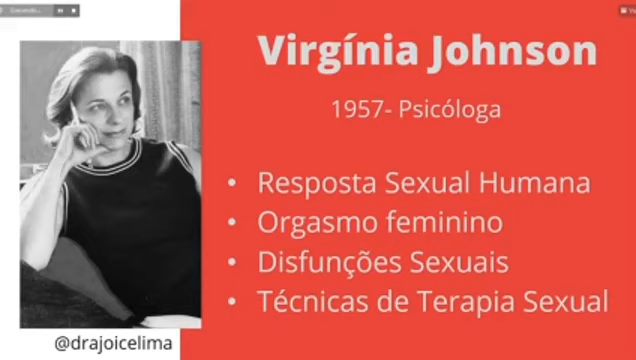 Virgínia Johnson
1957- Psicóloga
• Resposta Sexual Humana
• Orgasmo feminino
• Disfunções Sexuais
• Técnicas de Terapia Sexual
@drajoicelima